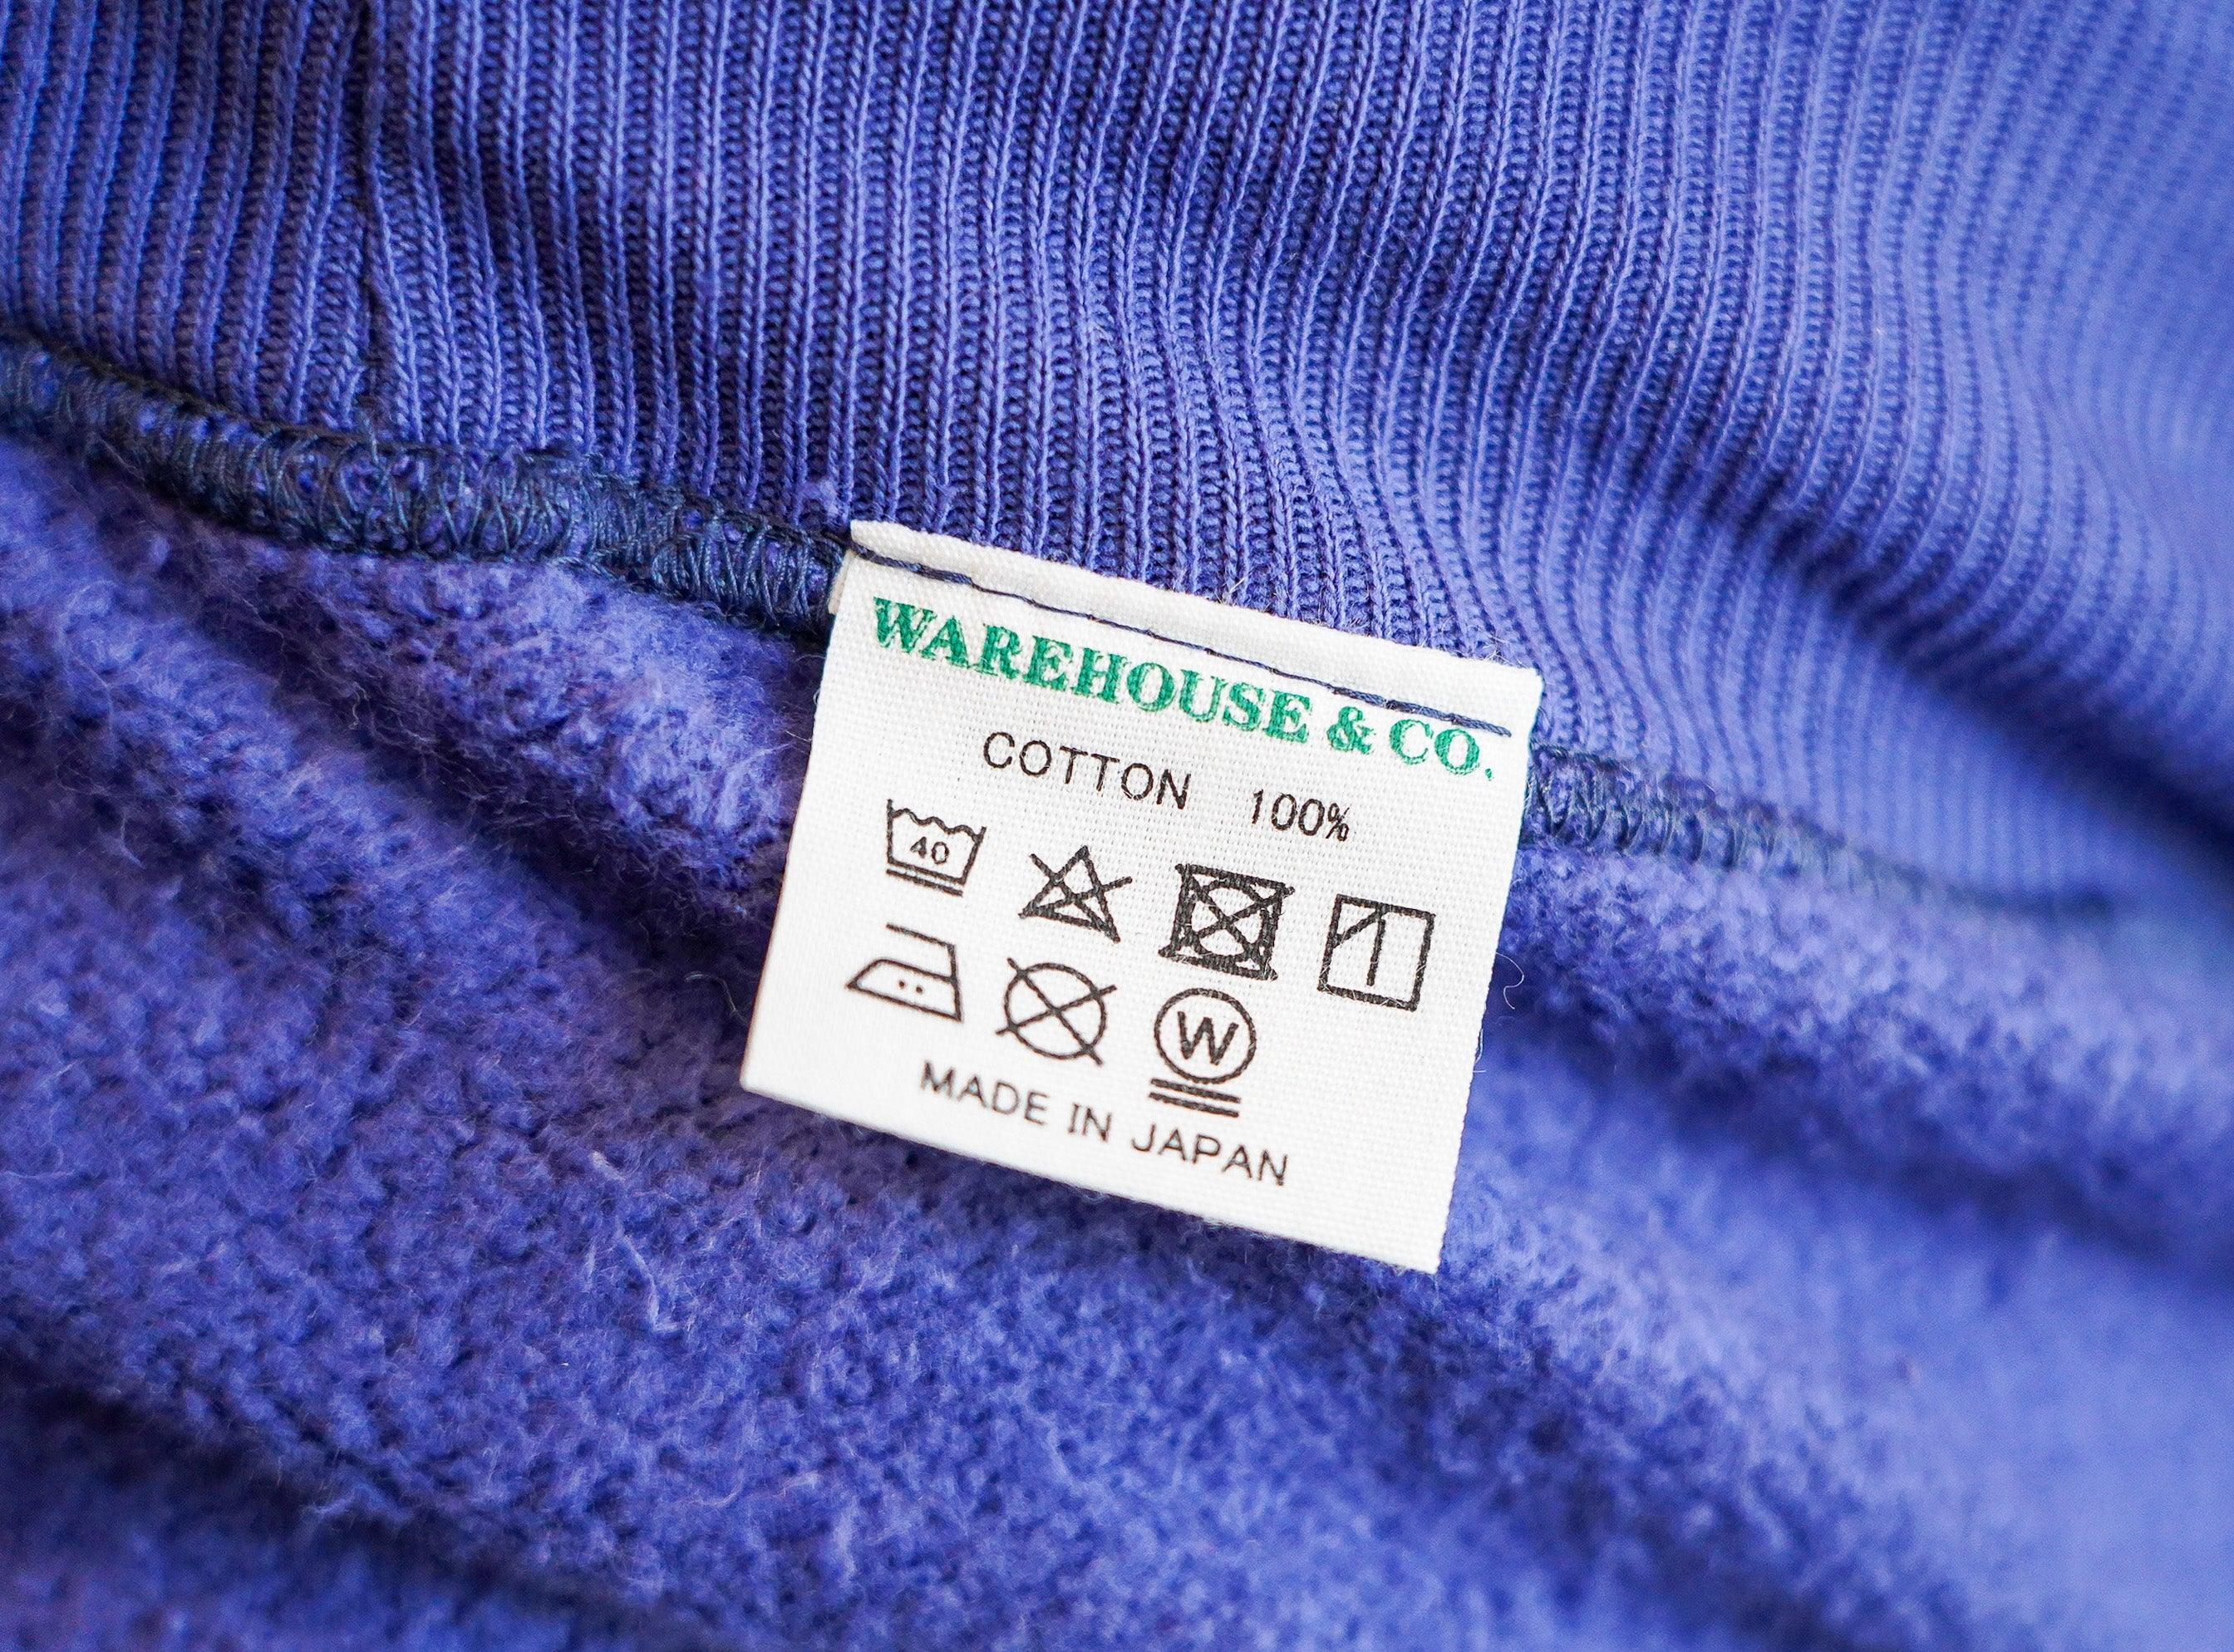 WAREHOUSE & CO.
COTTON 100%
40
W
MADE IN JAPAN